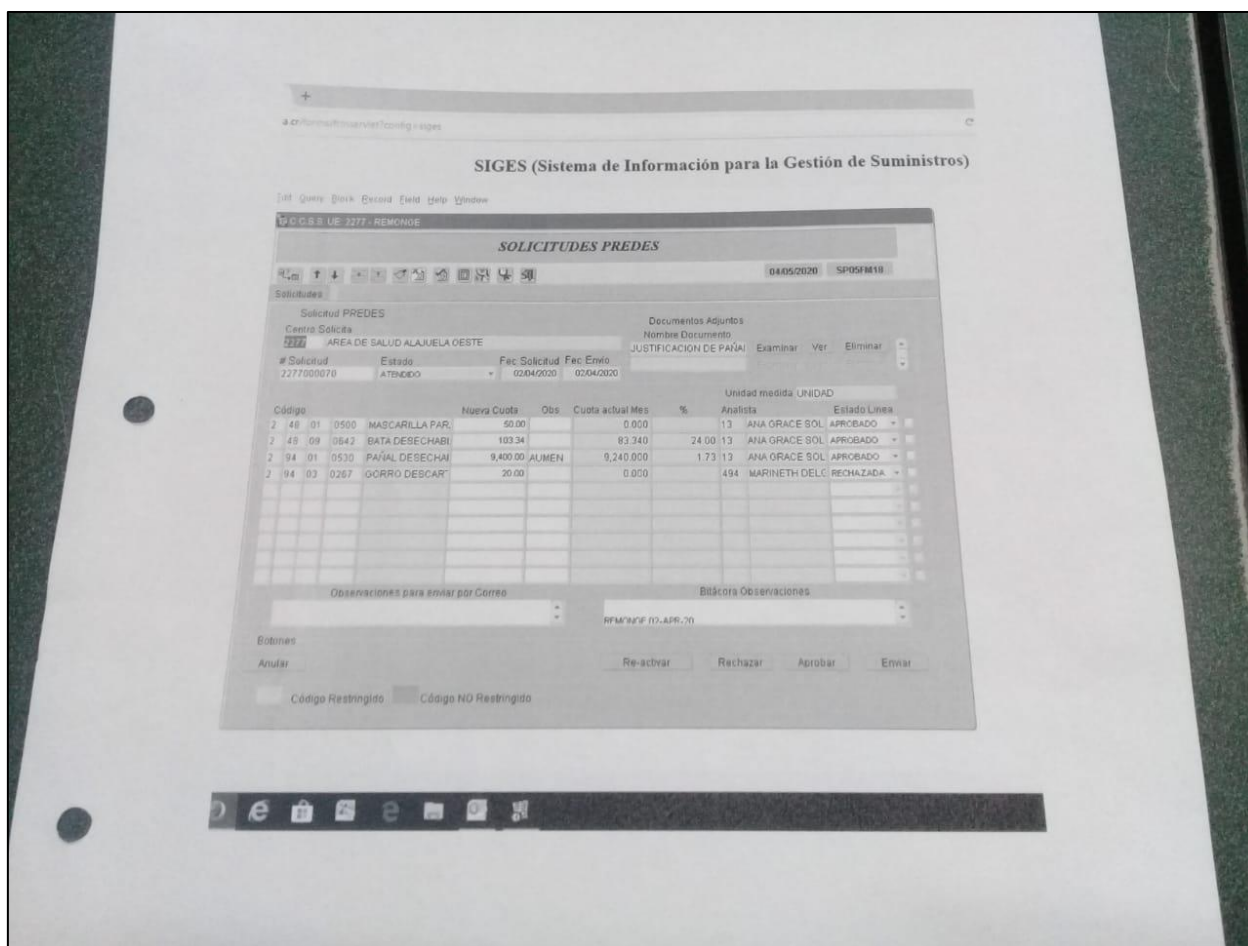 +
SIGES (Sistema de Información para la Gestión de Suministros)
Edit Query Block Record Field Help Window
C.C.S.S. UE: 2277 - REMONGE
SOLICITUDES PREDES
04/05/2020 SP05FM18
Solicitudes
Solicitud PREDES
Documentos Adjuntos
Centro Solicita
Nombre Documento
2277 AREA DE SALUD ALAJUELA OESTE
JUSTIFICACION DE PAÑAL Examinar Ver Eliminar
# Solicitud Estado Fec Solicitud Fec Envio
2277000070 ATENDIDO 02/04/2020 02/04/2020
Unidad medida UNIDAD
Código Nueva Cuota Obs Cuota actual Mes % Analista Estado Linea
2 48 01 0500 MASCARILLA PAR. 50.00 0.000 13 ANA GRACE SOL APROBADO
2 48 09 0642 BATA DESECHABI 103.34 83.340 24.00 13 ANA GRACE SOL APROBADO
2 94 01 0530 PAÑAL DESECHAI 9,400.00 AUMEN 9,240.000 1.73 13 ANA GRACE SOL APROBADO
2 94 03 0267 GORRO DESCART 20.00 0.000 494 MARINETH DELG RECHAZADA
Observaciones para enviar por Correo Bitácora Observaciones
REMONGE 02-APR-20
Botones
Anular Re-activar Rechazar Aprobar Enviar
Código Restringido Código NO Restringido